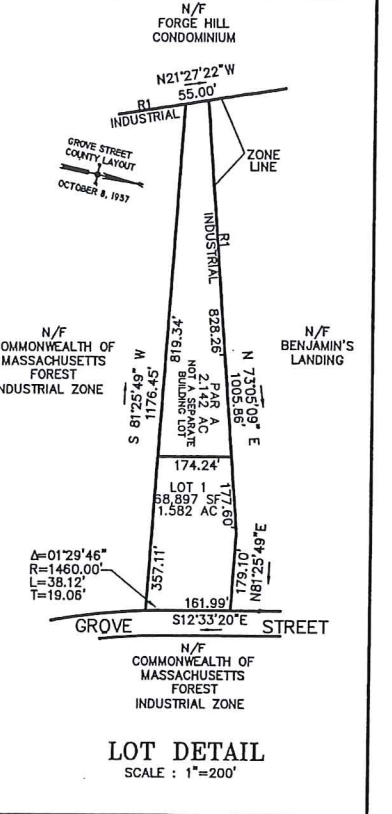 N/F
FORGE HILL
CONDOMINIUM
N21°27'22"W
55.00'
R1
INDUSTRIAL
GROVE STREET
COUNTY LAYOUT
OCTOBER 8, 1957
ZONE
LINE
R1
INDUSTRIAL
N/F
COMMONWEALTH OF
MASSACHUSETTS
FOREST
INDUSTRIAL ZONE
S 81°25'49" W
1176.45'
819.34'
PAR A
2.142 AC
NOT A SEPARATE
BUILDING LOT
828.26'
N 73°05'09" E
1005.86'
N/F
BENJAMIN'S
LANDING
174.24'
LOT 1
68,897 SF
1.582 AC
177.60'
357.11'
179.10'
N81°25'49"E
Δ=01°29'46"
R=1460.00'
L=38.12'
T=19.06'
161.99'
S12°33'20"E
GROVE STREET
N/F
COMMONWEALTH OF
MASSACHUSETTS
FOREST
INDUSTRIAL ZONE
LOT DETAIL
SCALE : 1"=200'